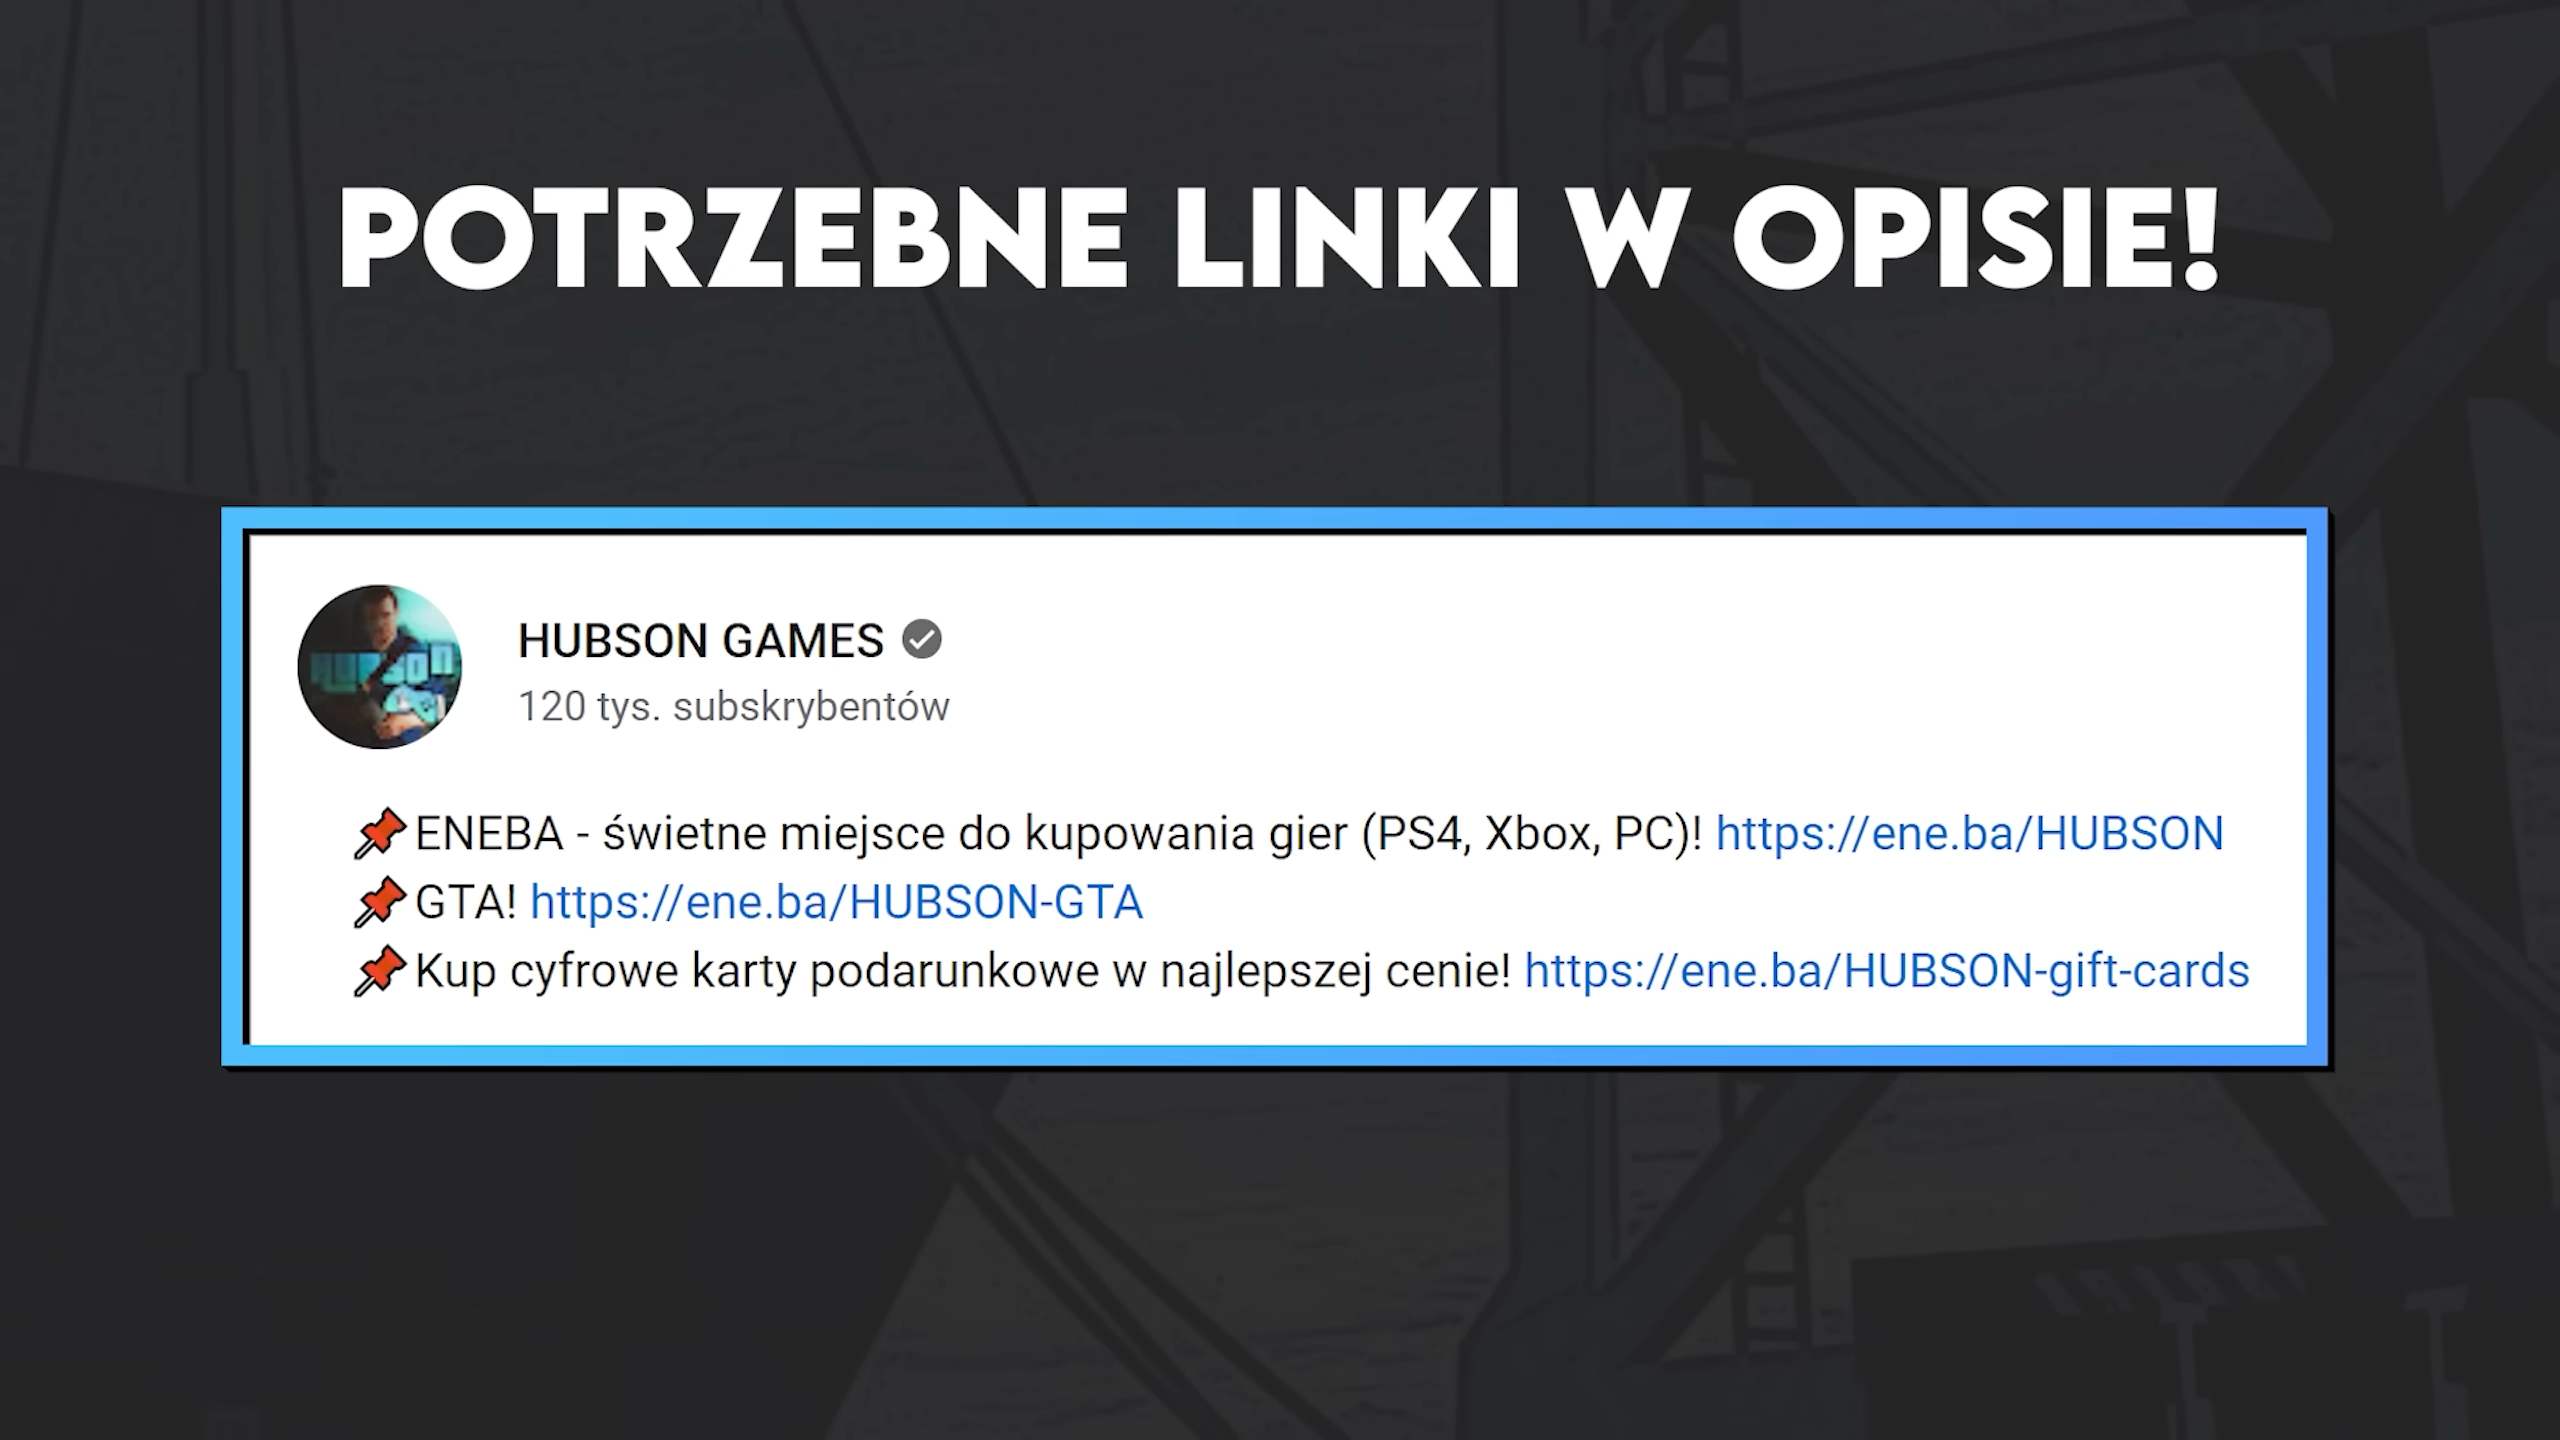 POTRZEBNE LINKI W OPISIE!
HUBSON GAMES
120 tys. subskrybentów
📌ENEBA - świetne miejsce do kupowania gier (PS4, Xbox, PC)! https://ene.ba/HUBSON
📌GTA! https://ene.ba/HUBSON-GTA
📌Kup cyfrowe karty podarunkowe w najlepszej cenie! https://ene.ba/HUBSON-gift-cards